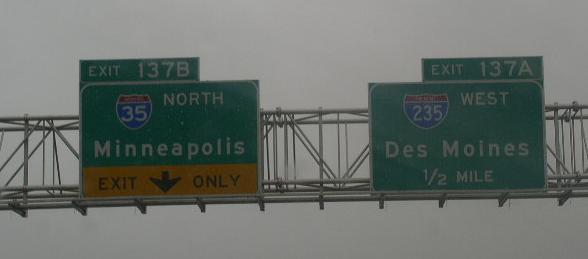 EXIT 137B
35 NORTH
Minneapolis
EXIT ONLY
EXIT 137A
235 WEST
Des Moines
1/2 MILE